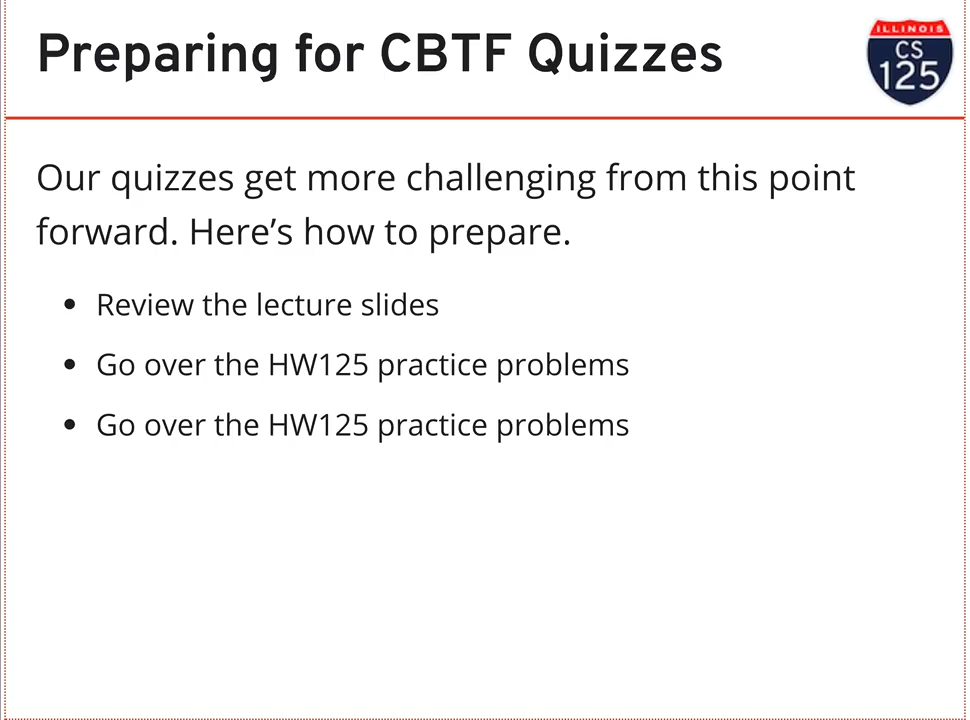 Preparing for CBTF Quizzes
ILLINOIS
CS
125
Our quizzes get more challenging from this point
forward. Here’s how to prepare.
• Review the lecture slides
• Go over the HW125 practice problems
• Go over the HW125 practice problems